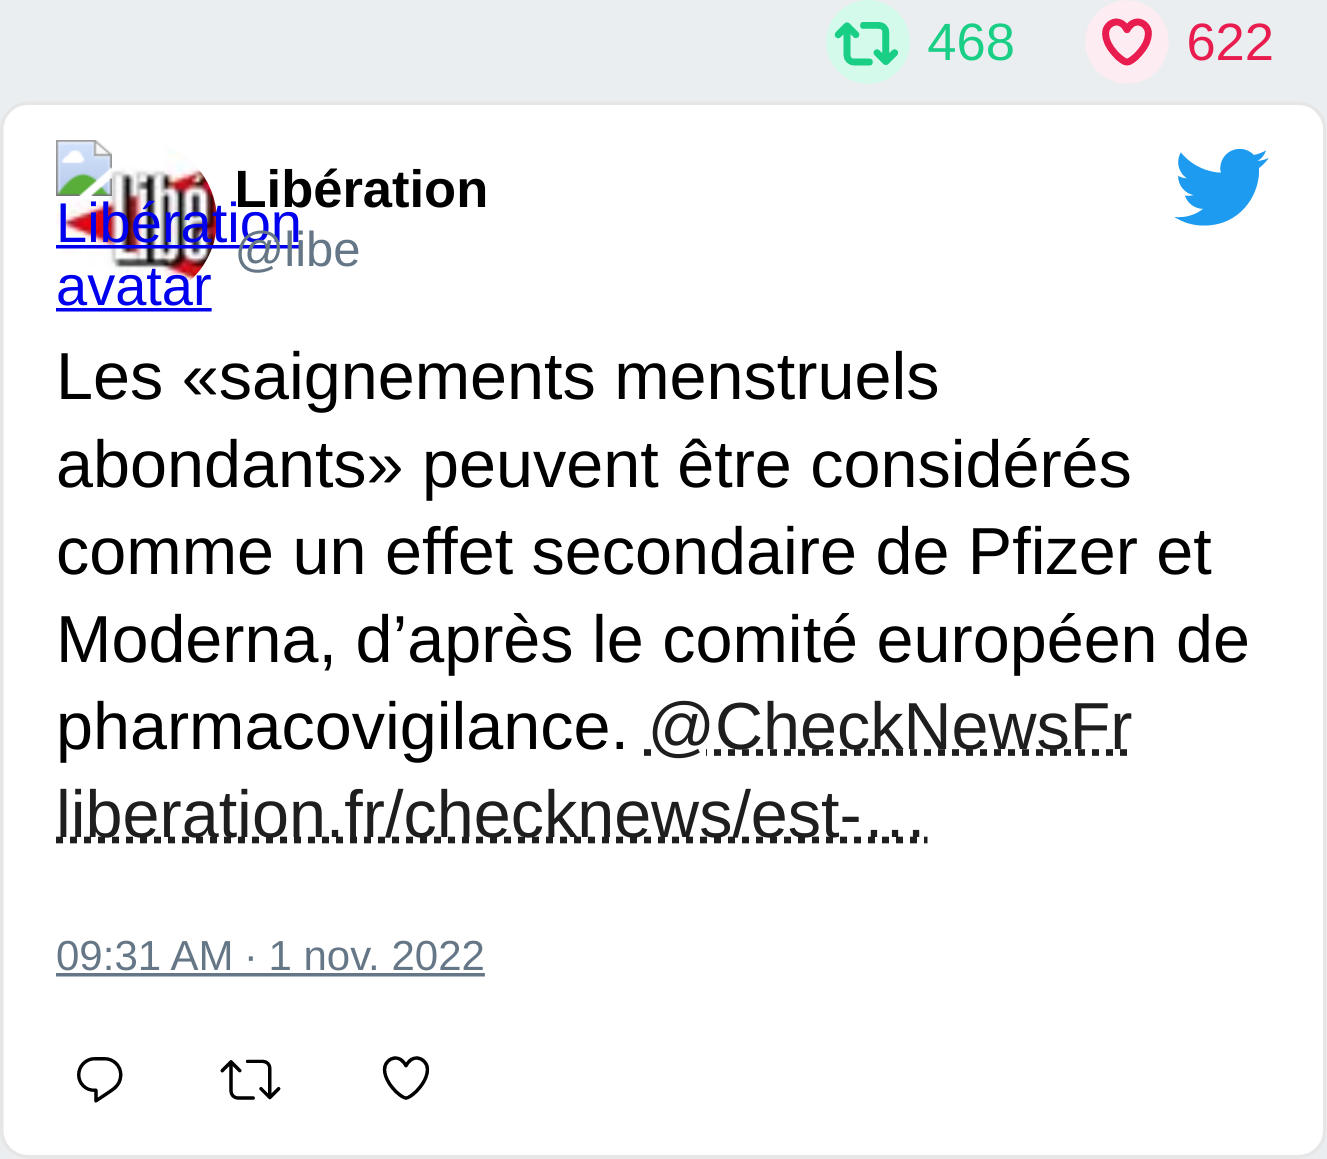 468 622
Libé
Libération
@libe
Libération
avatar
Les «saignements menstruels
abondants» peuvent être considérés
comme un effet secondaire de Pfizer et
Moderna, d’après le comité européen de
pharmacovigilance. @CheckNewsFr
liberation.fr/checknews/est-…
09:31 AM · 1 nov. 2022